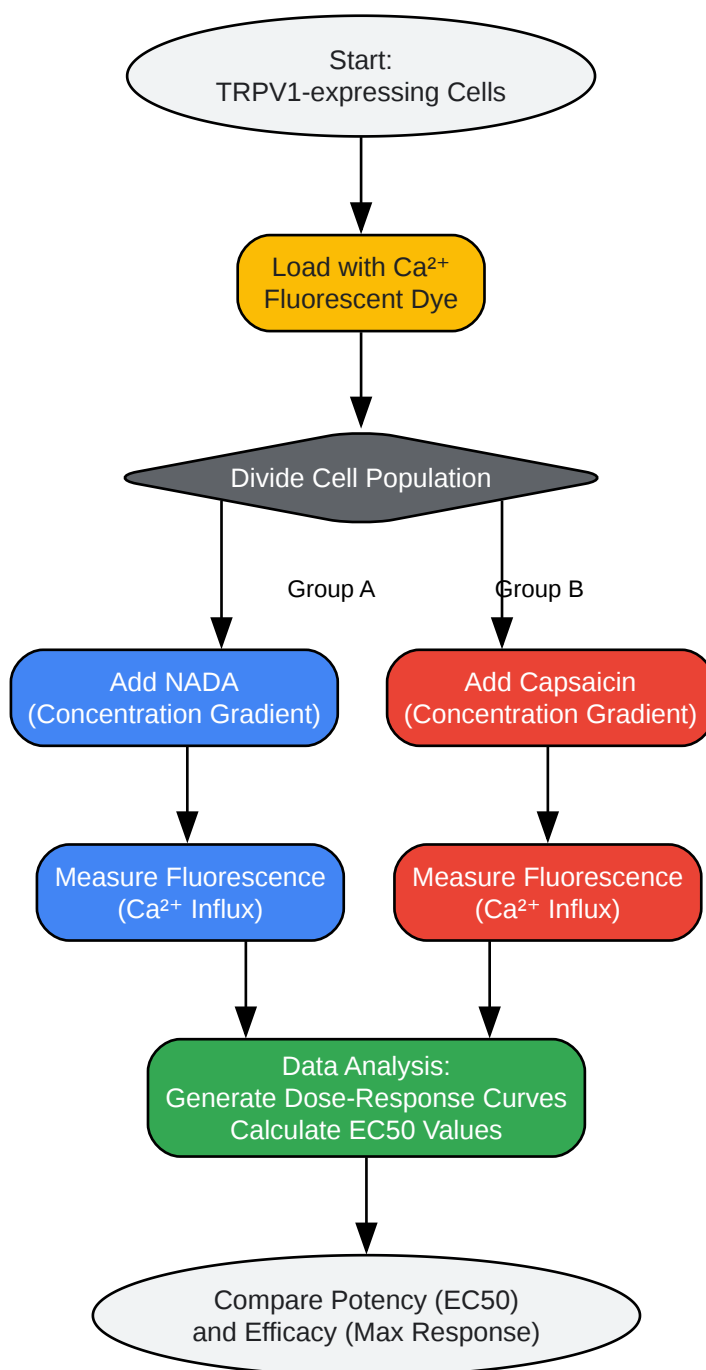 Start:
TRPV1-expressing Cells
Load with Ca²⁺
Fluorescent Dye
Divide Cell Population
Group A
Group B
Add NADA
(Concentration Gradient)
Add Capsaicin
(Concentration Gradient)
Measure Fluorescence
(Ca²⁺ Influx)
Measure Fluorescence
(Ca²⁺ Influx)
Data Analysis:
Generate Dose-Response Curves
Calculate EC50 Values
Compare Potency (EC50)
and Efficacy (Max Response)